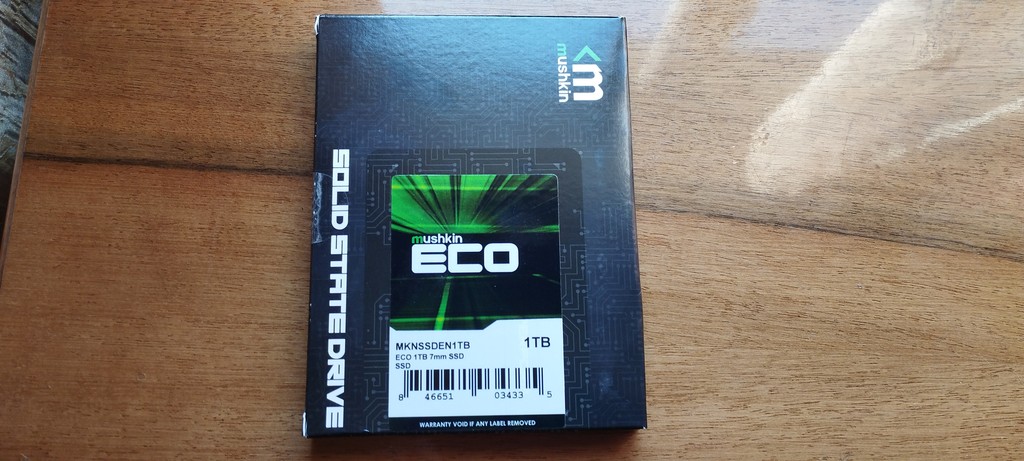 mushkin
SOLID STATE DRIVE
mushkin
ECO
MKNSSDEN1TB 1TB
ECO 1TB 7mm SSD
SSD
8 46651 03433 5
WARRANTY VOID IF ANY LABEL REMOVED